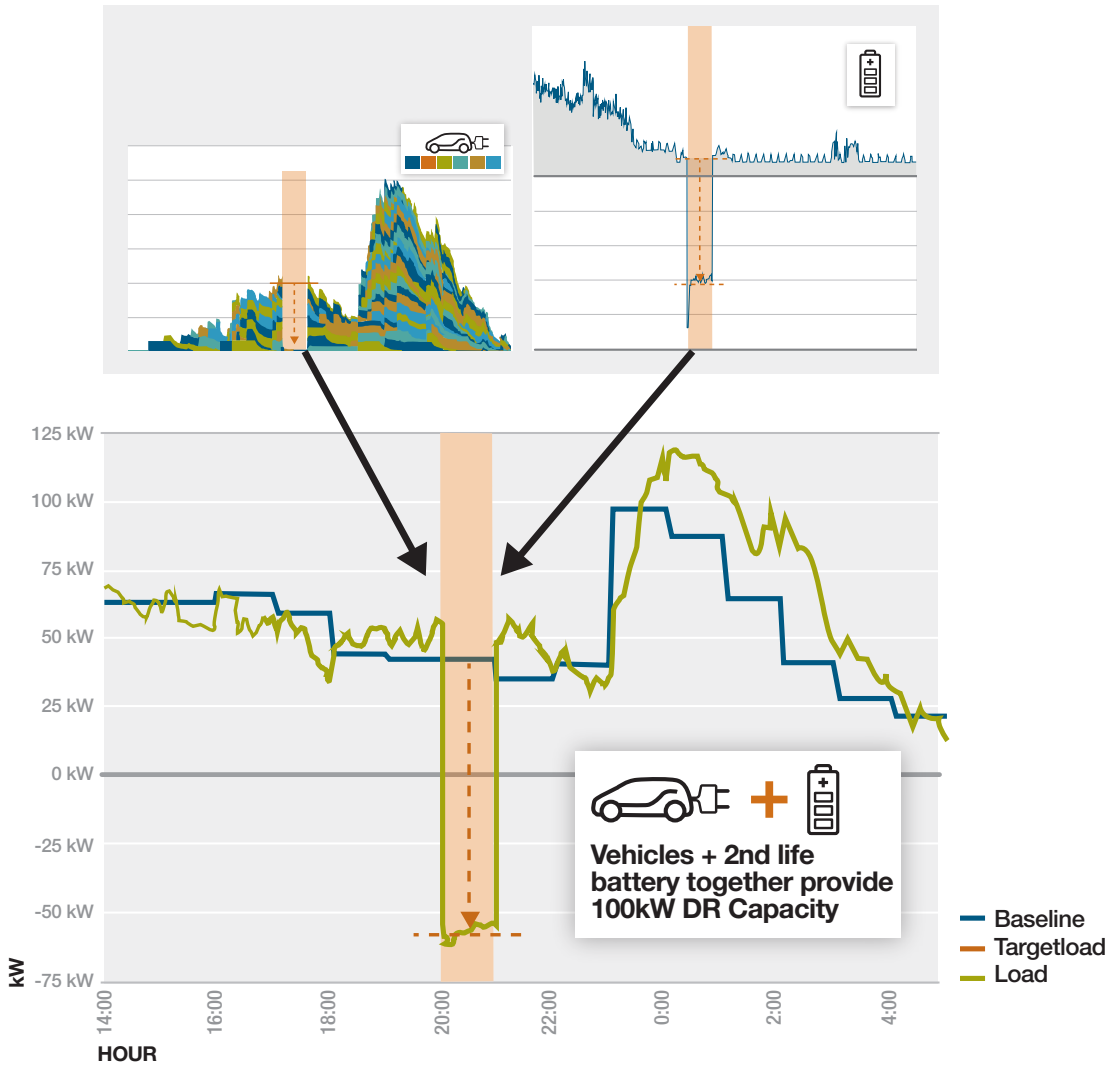 125 kW
100 kW
75 kW
50 kW
25 kW
0 kW
-25 kW
-50 kW
-75 kW
kW
14:00
16:00
18:00
20:00
22:00
0:00
2:00
4:00
HOUR
Vehicles + 2nd life
battery together provide
100kW DR Capacity
Baseline
Targetload
Load